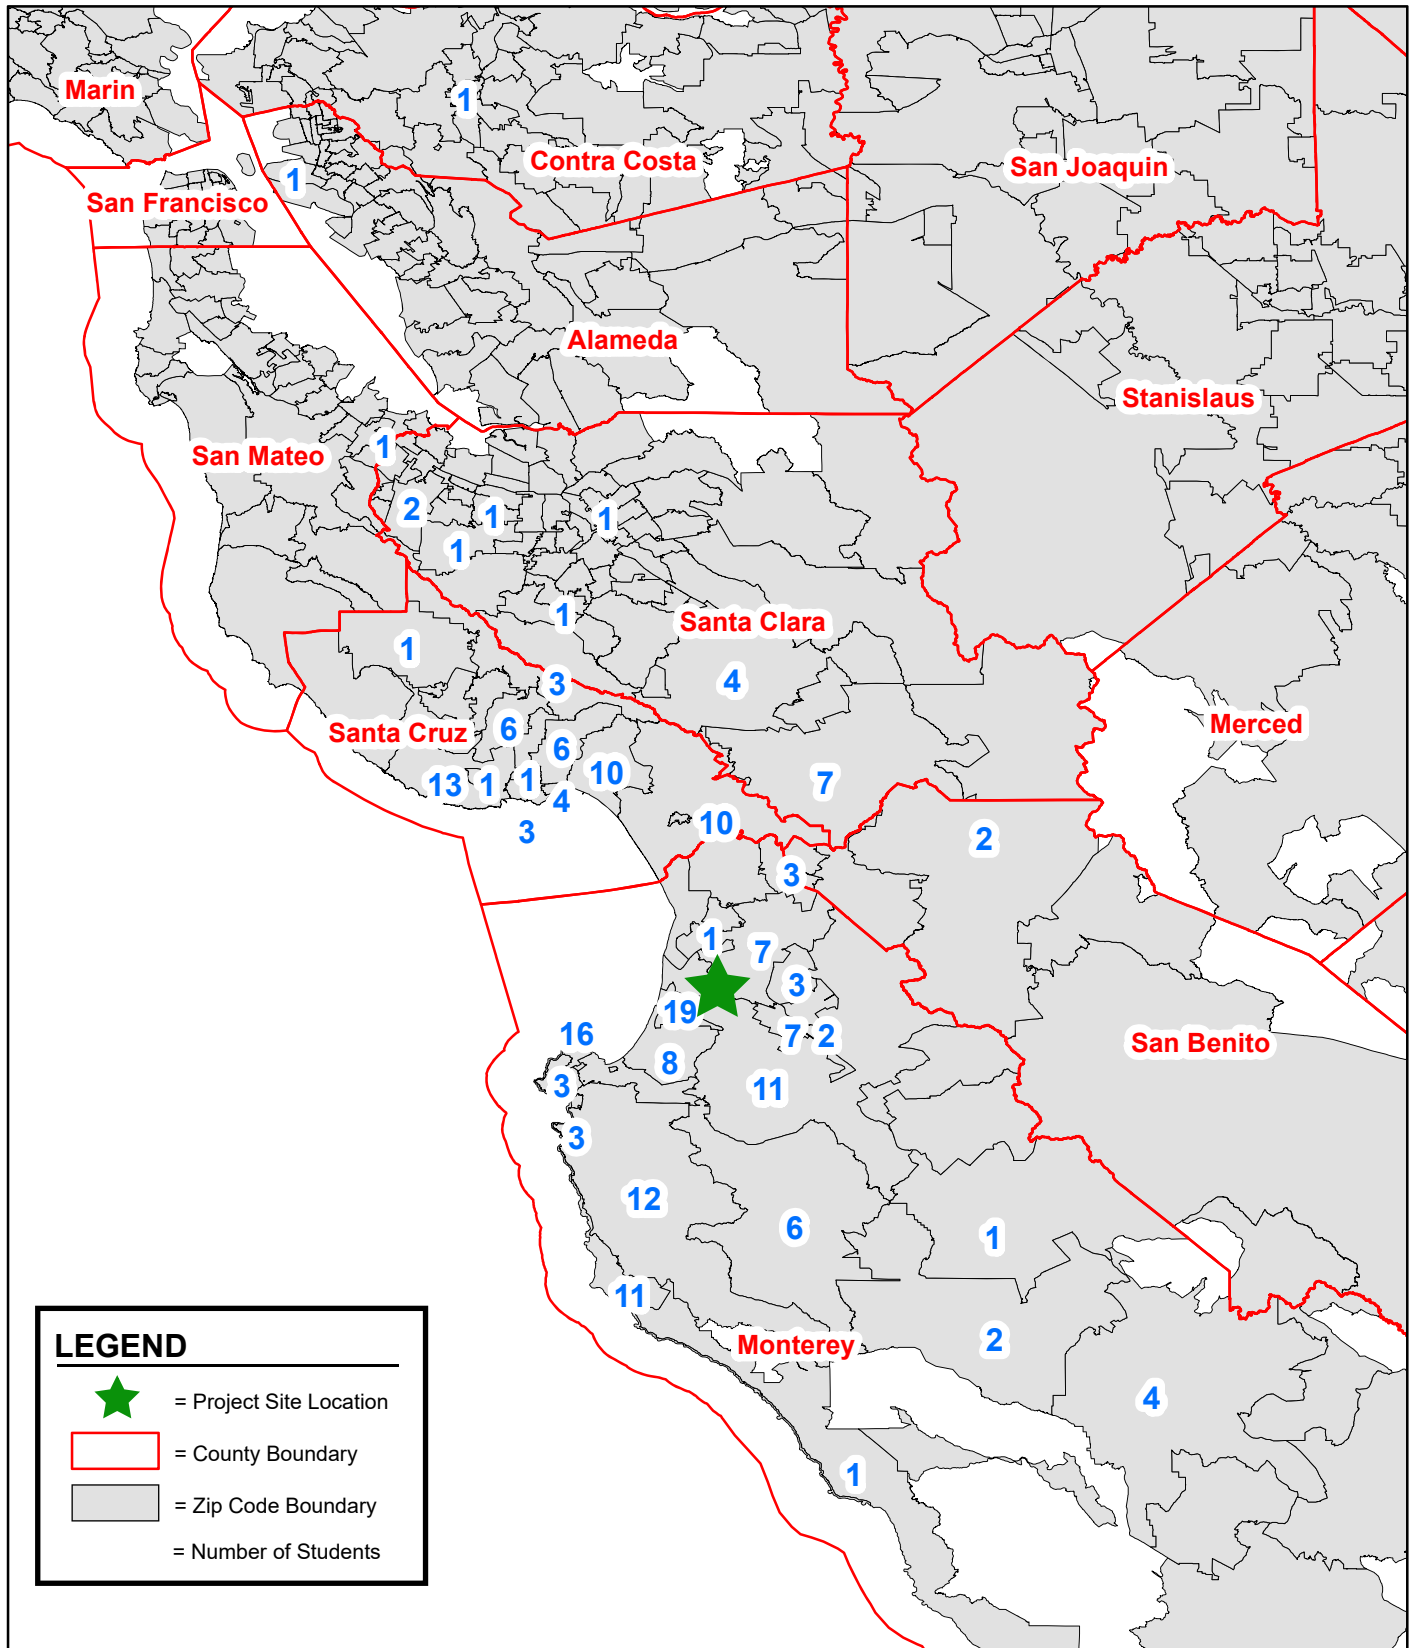 Marin
1
Contra Costa
San Joaquin
1
San Francisco
Alameda
Stanislaus
1
San Mateo
2
1
1
1
1
Santa Clara
1
4
3
Merced
6
Santa Cruz
6
10
7
13
1
1
4
10
3
2
3
1
7
3
19
16
7
2
San Benito
8
3
11
3
12
6
1
11
2
Monterey
4
1
LEGEND
= Project Site Location
= County Boundary
= Zip Code Boundary
= Number of Students